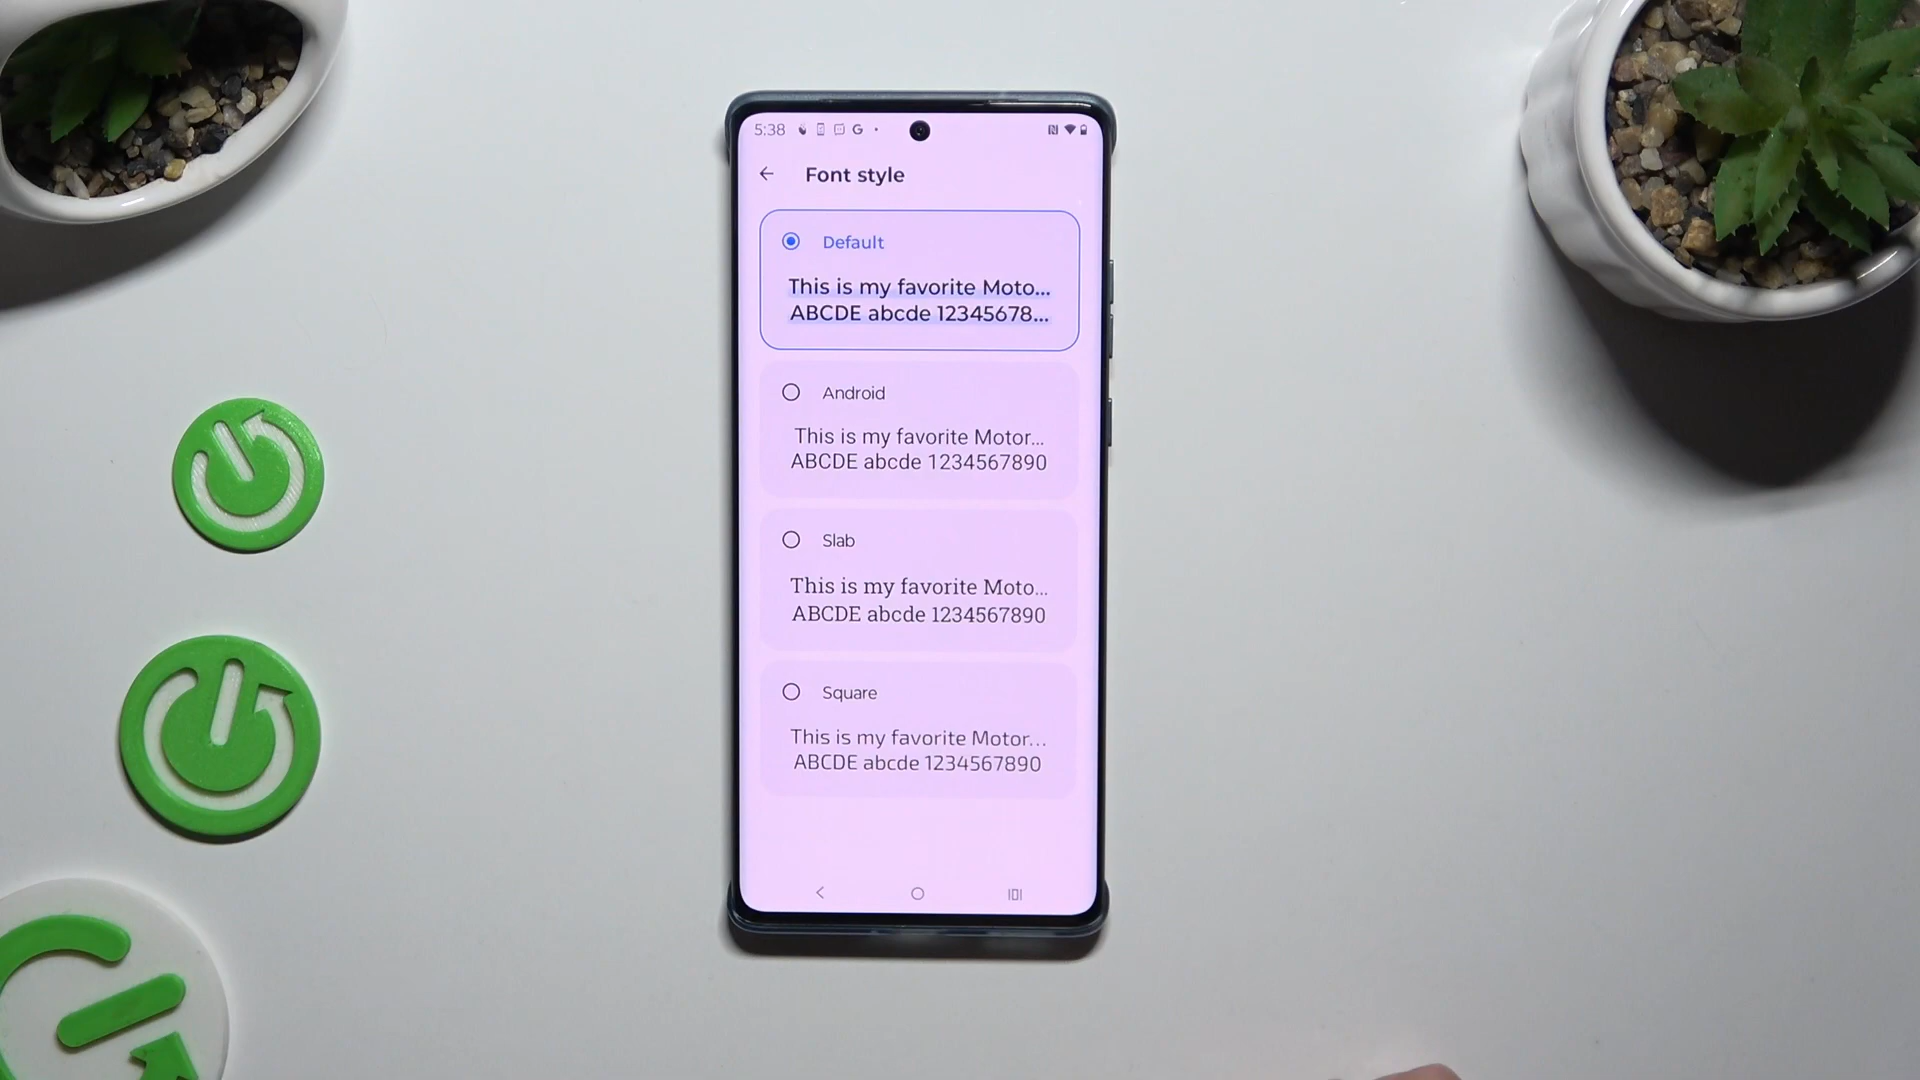 5:38 G
Font style
Default
This is my favorite Moto...
ABCDE abcde 12345678...
Android
This is my favorite Motor...
ABCDE abcde 1234567890
Slab
This is my favorite Moto...
ABCDE abcde 1234567890
Square
This is my favorite Motor...
ABCDE abcde 1234567890